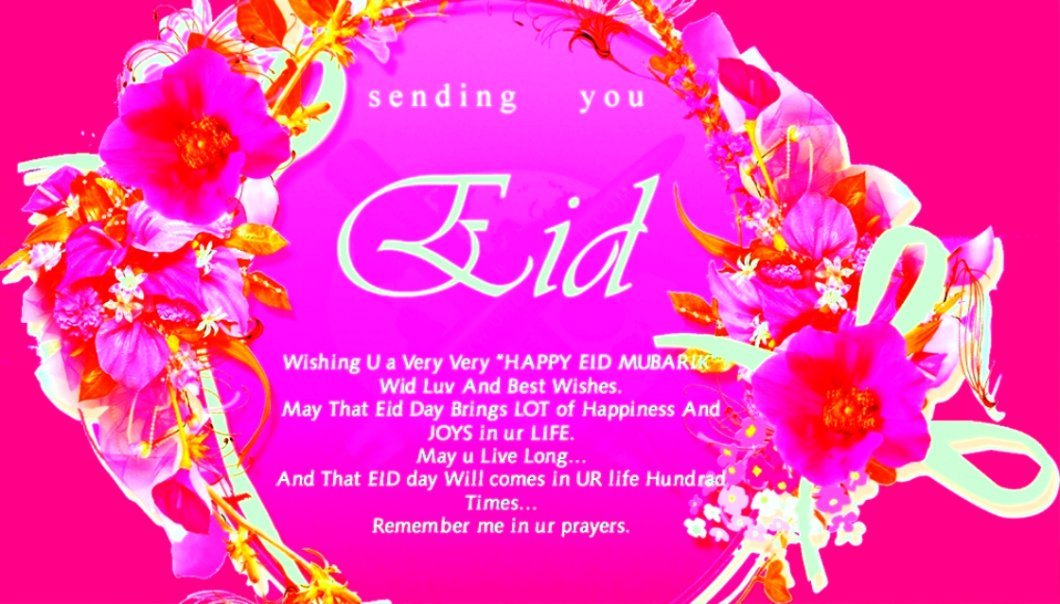 sending you
Eid
Wishing U a Very Very "HAPPY EID MUBARIK"
Wid Luv And Best Wishes.
May That Eid Day Brings LOT of Happiness And
JOYS in ur LIFE.
May u Live Long...
And That EID day Will comes in UR life Hundrad
Times...
Remember me in ur prayers.